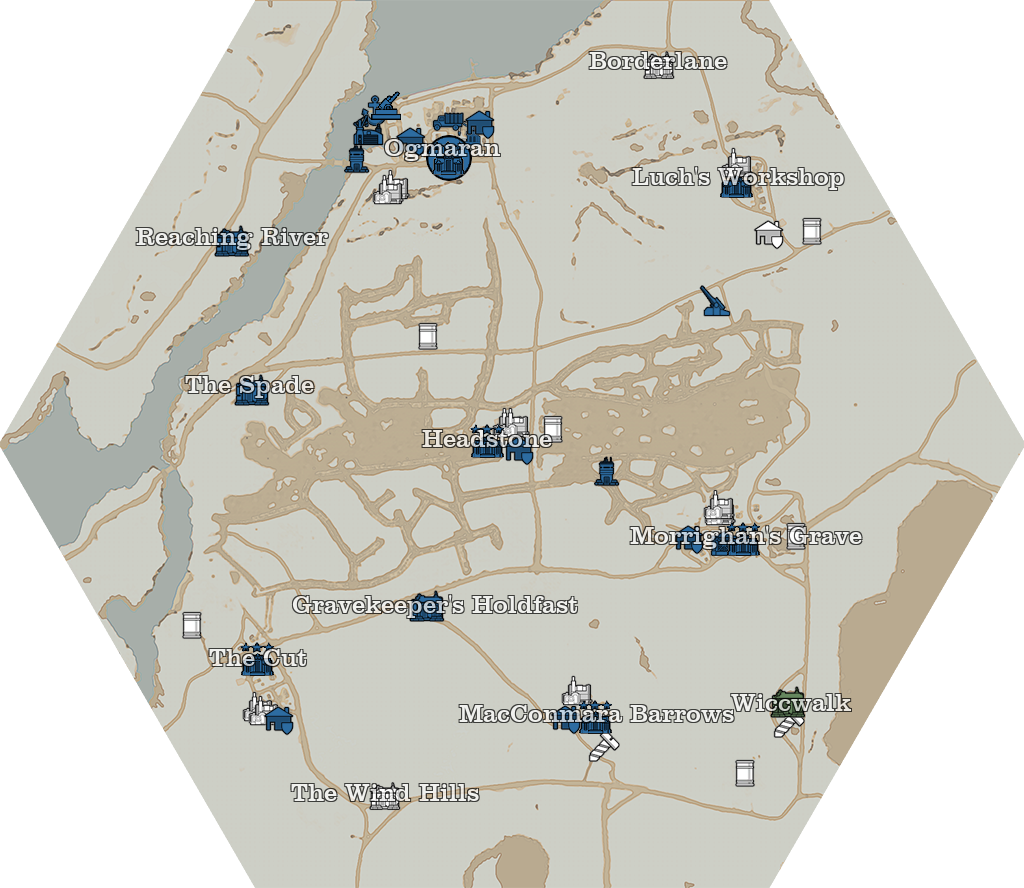 Borderlane
Ogmaran
Luch's Workshop
Reaching River
The Spade
Headstone
Morrighan's Grave
Gravekeeper's Holdfast
The Cut
Wiccwalk
MacConmara Barrows
The Wind Hills